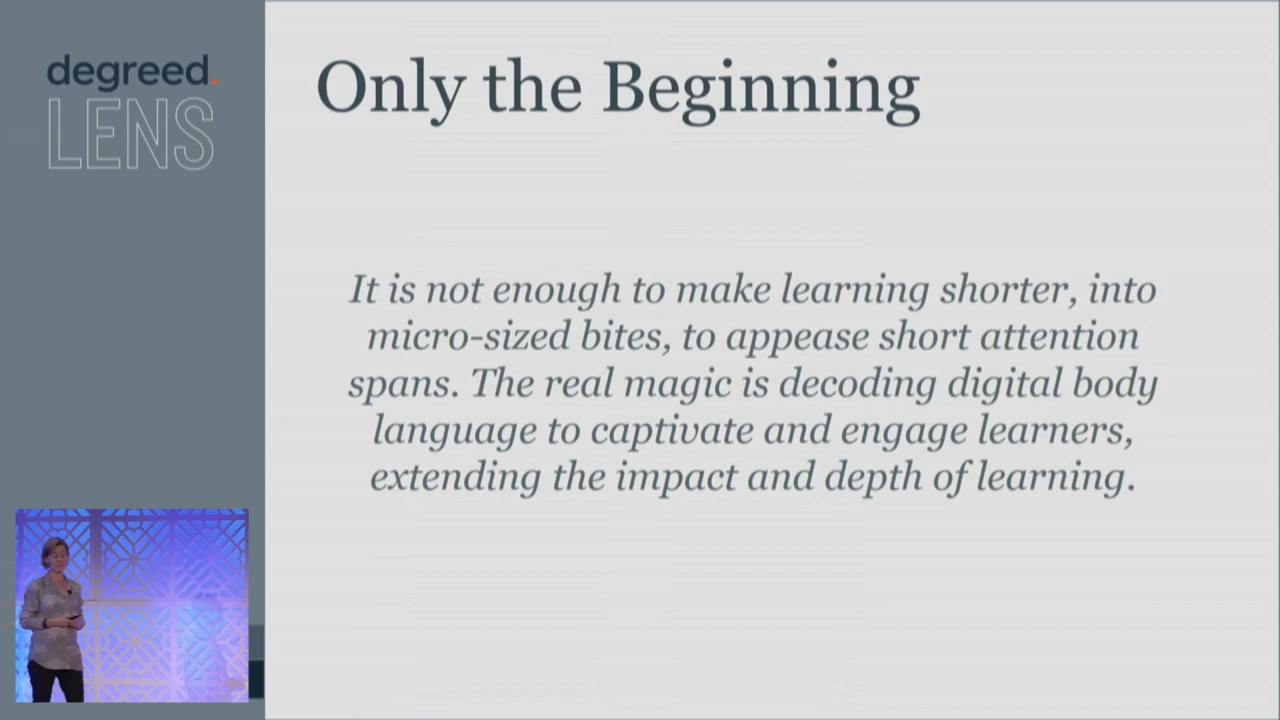 degreed.
LENS
Only the Beginning
It is not enough to make learning shorter, into
micro-sized bites, to appease short attention
spans. The real magic is decoding digital body
language to captivate and engage learners,
extending the impact and depth of learning.